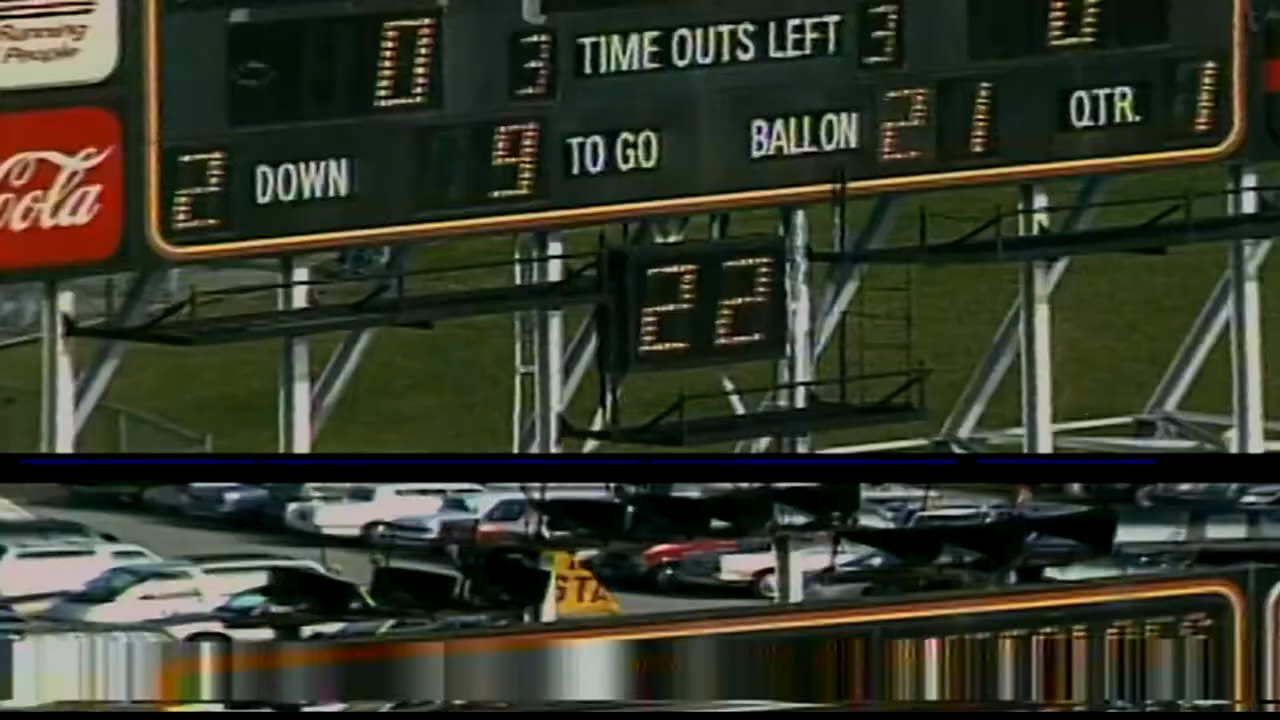 Running
People
0 3 TIME OUTS LEFT 3 0
Cola
2 DOWN 9 TO GO BALL ON 21 QTR. 1
22
STA